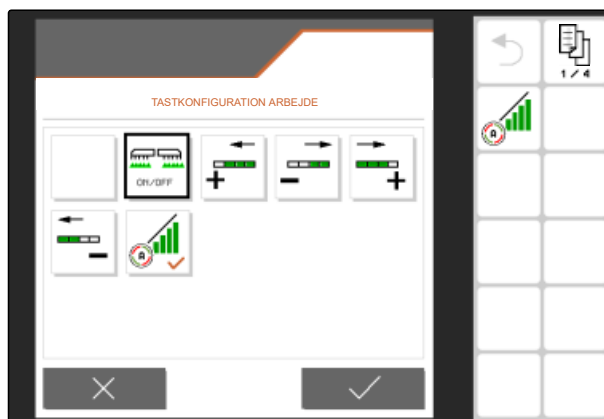 TASTKONFIGURATION ARBEJDE
1/4
A
ON/OFF
+
-
+
-
A